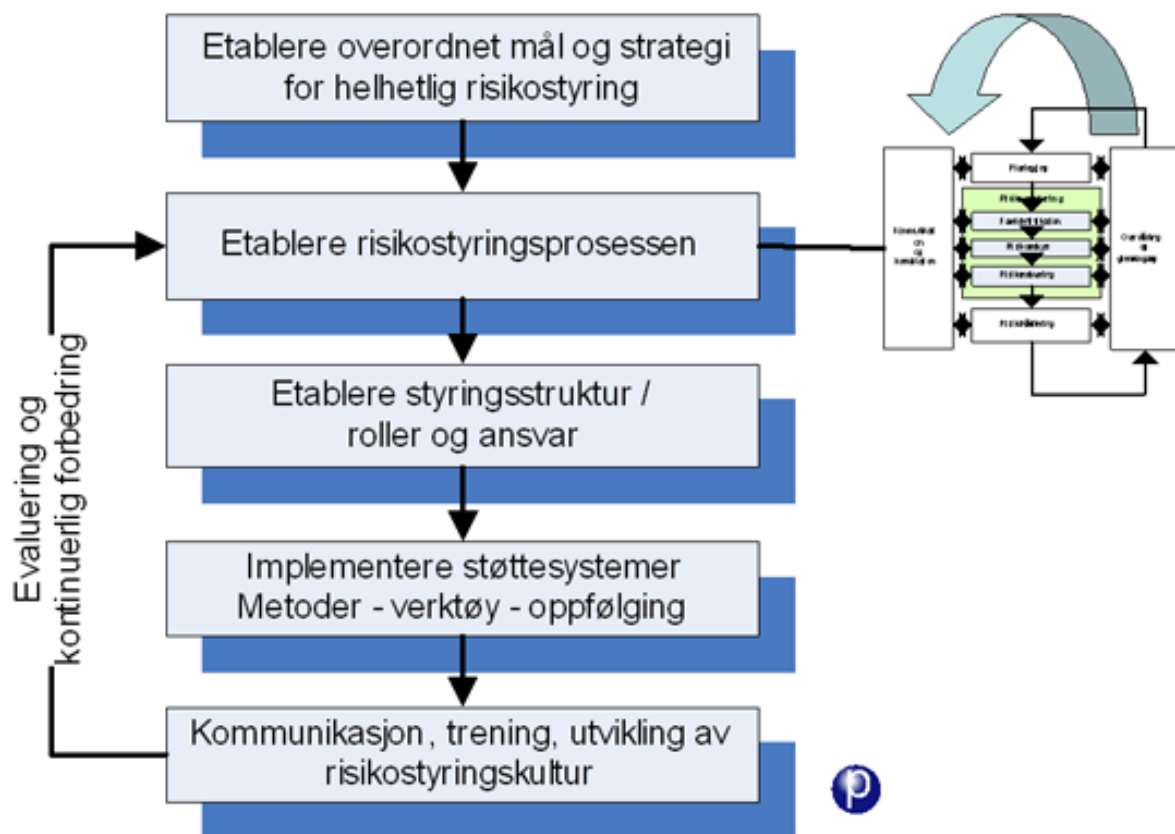 Etablere overordnet mål og strategi
for helhetlig risikostyring
Etablere risikostyringsprosessen
Etablere styringsstruktur /
roller og ansvar
Implementere støttesystemer
Metoder - verktøy - oppfølging
Kommunikasjon, trening, utvikling av
risikostyringskultur
Evaluering og
kontinuerlig forbedring
og
p